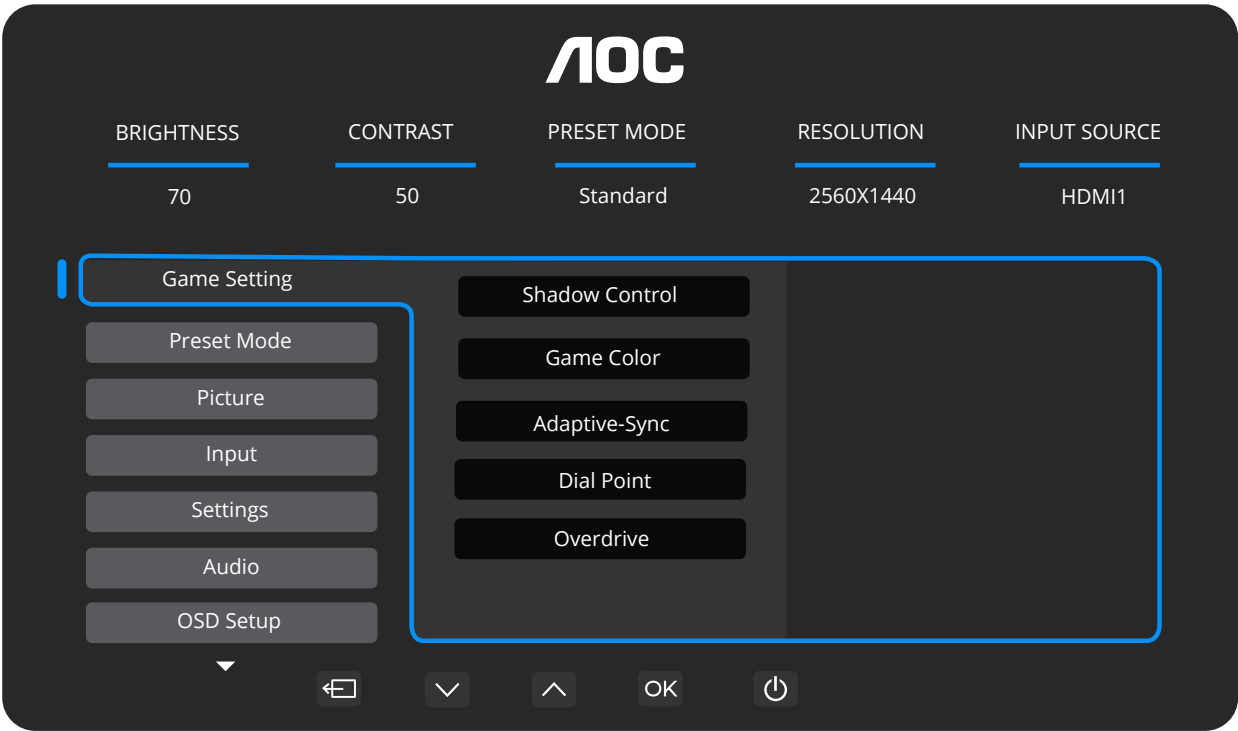 AOC
BRIGHTNESS CONTRAST PRESET MODE RESOLUTION INPUT SOURCE
70 50 Standard 2560X1440 HDMI1
Game Setting
Preset Mode
Picture
Input
Settings
Audio
OSD Setup
Shadow Control
Game Color
Adaptive-Sync
Dial Point
Overdrive
OK